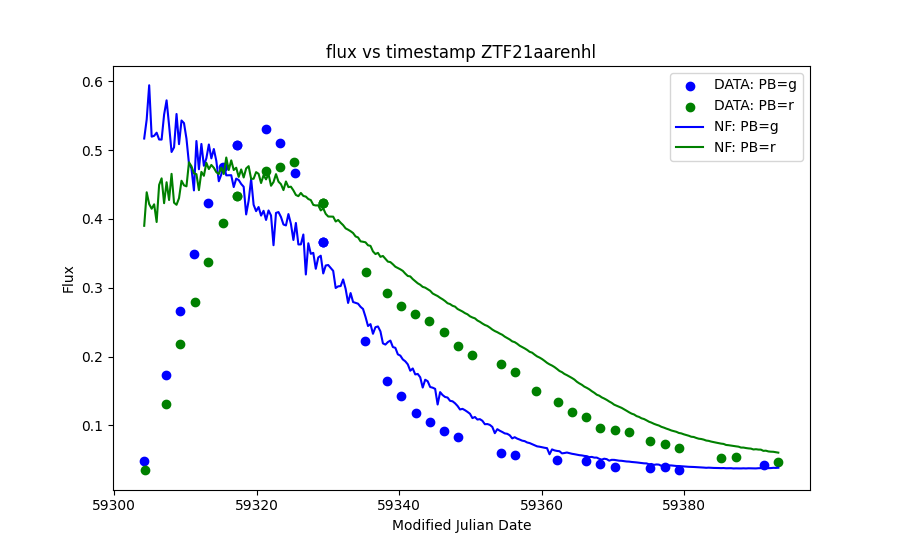 flux vs timestamp ZTF21aarenhl
DATA: PB=g
DATA: PB=r
NF: PB=g
NF: PB=r
0.6
0.5
0.4
0.3
0.2
0.1
Flux
59300
59320
59340
59360
59380
Modified Julian Date